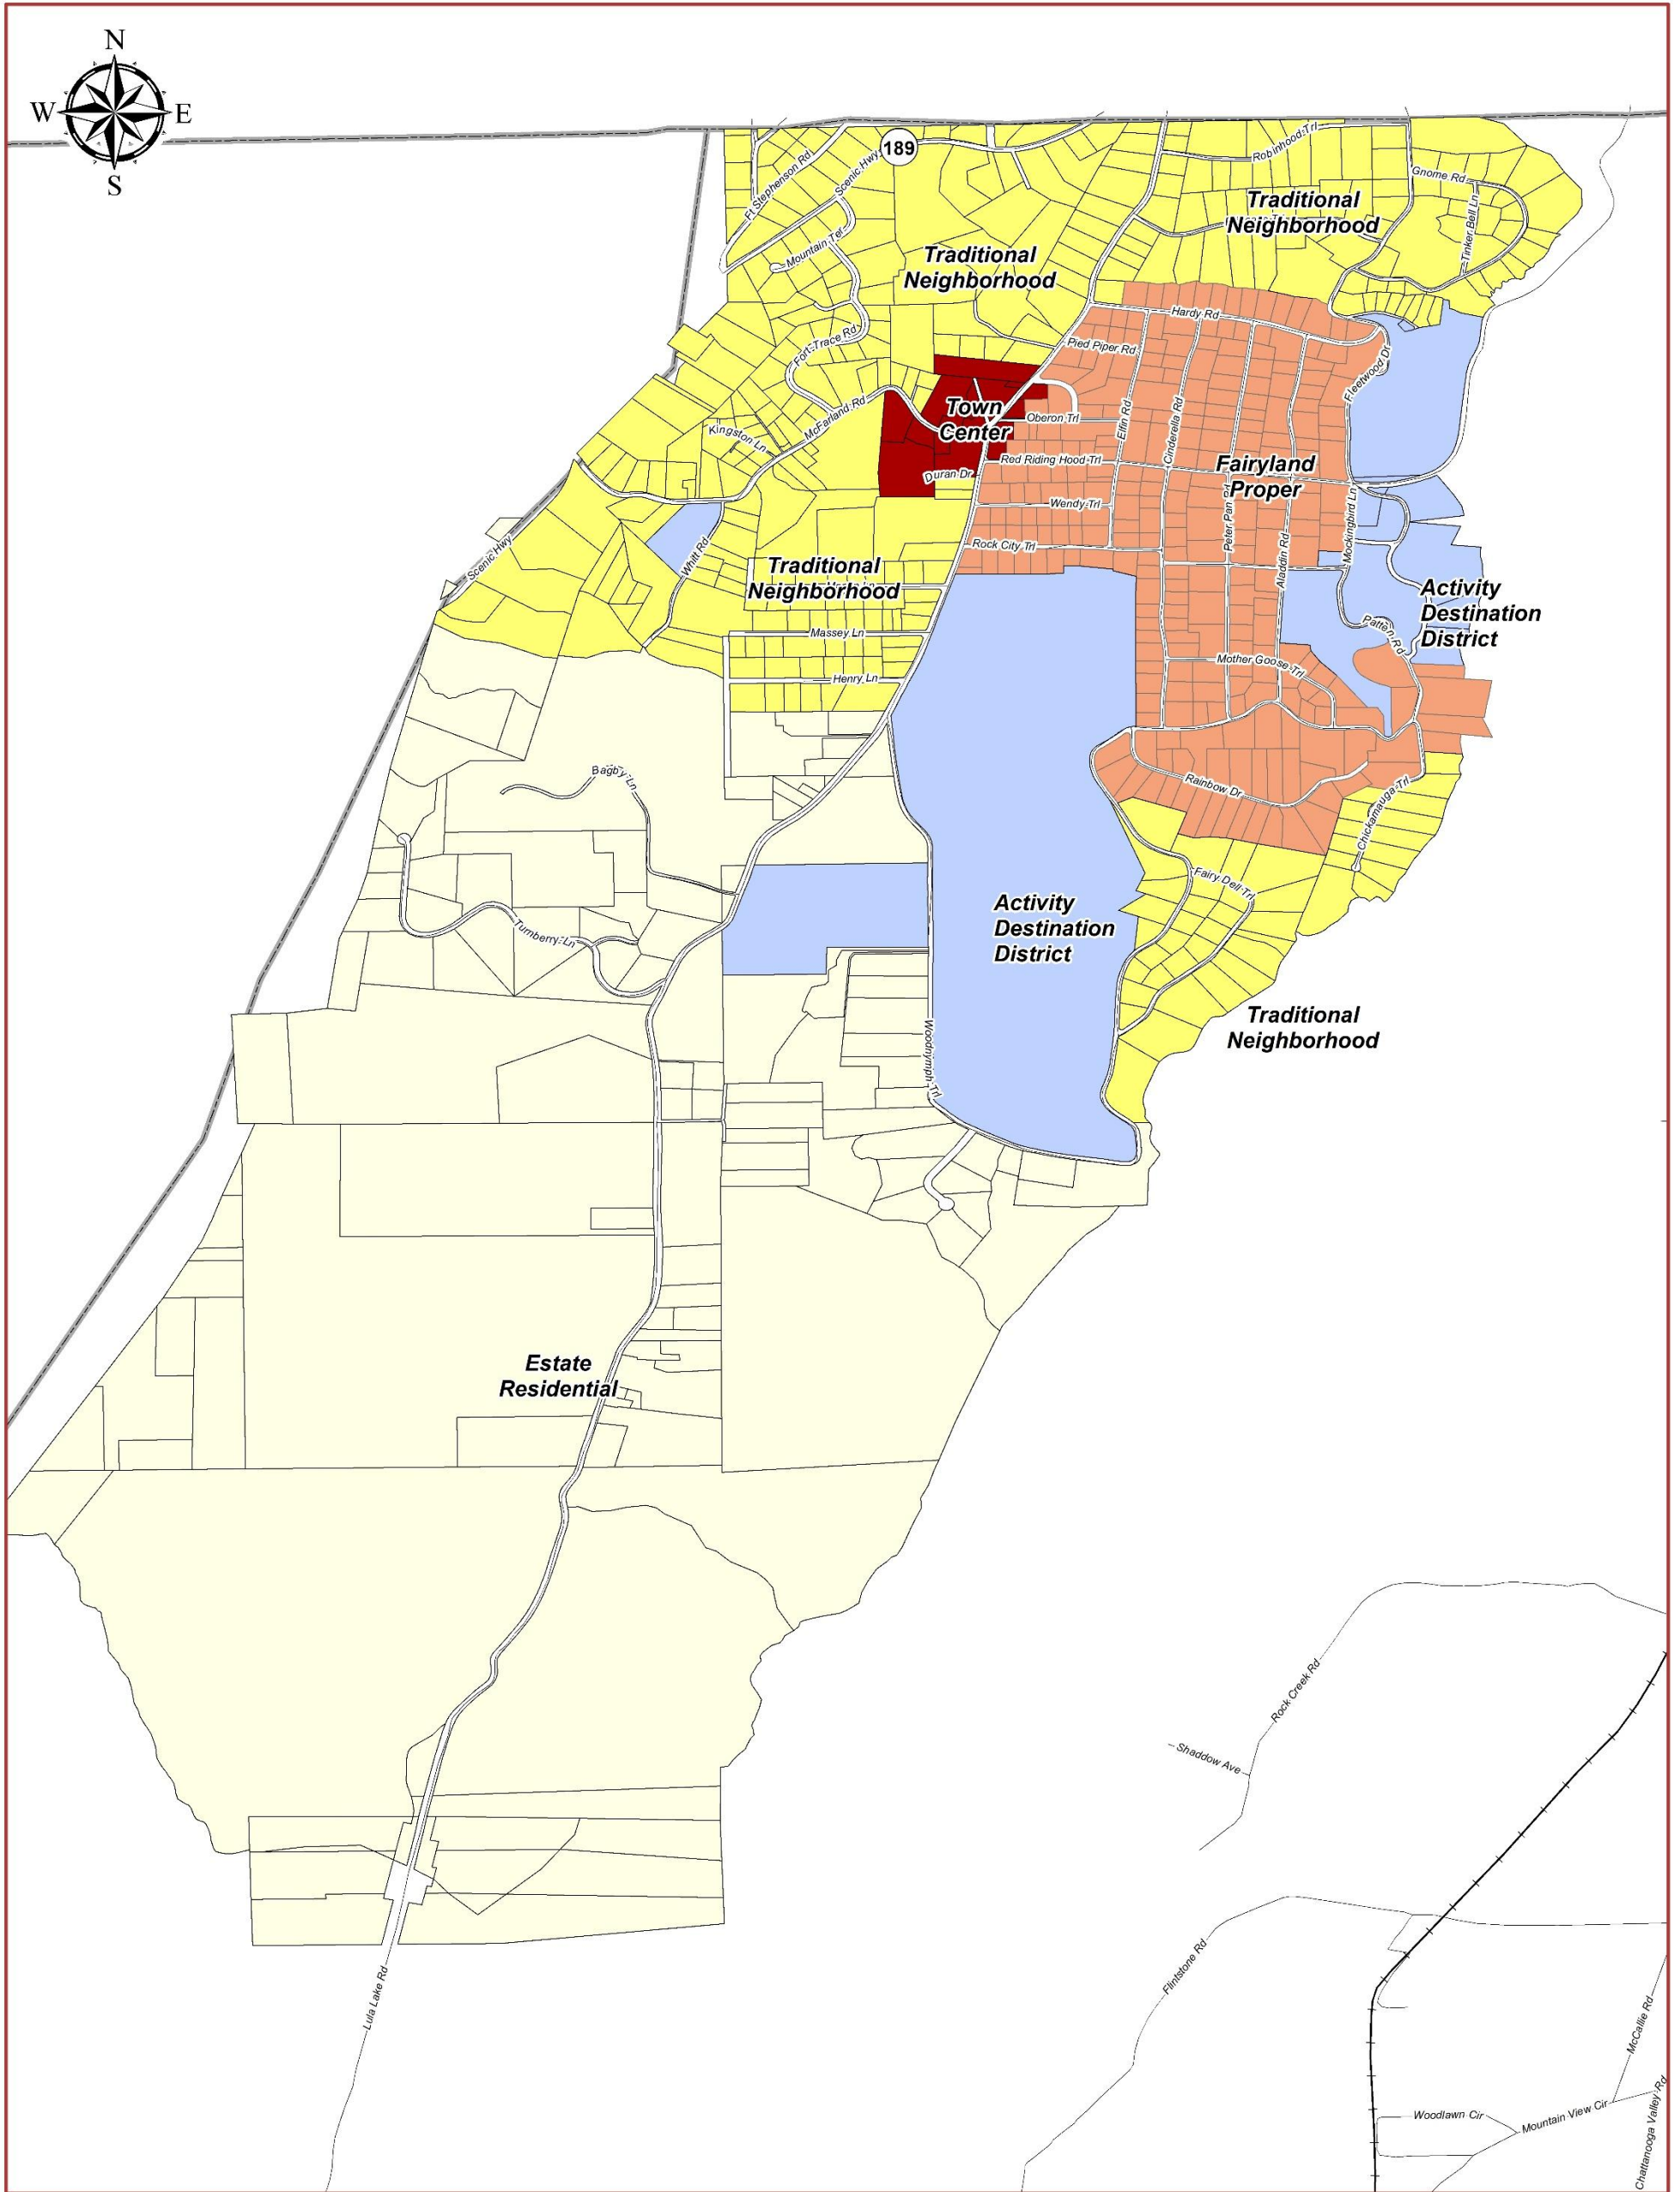 N
W
E
S
189
Ft Stephenson Rd
Scenic Hwy
Mountain Ter
Robinhood Trl
Gnome Rd
Tinker Bell Ln
Traditional
Neighborhood
Traditional
Neighborhood
Hardy Rd
Pied Piper Rd
Fort Trace Rd
Fleetwood Dr
McFarland Rd
Kingston Ln
Town
Center
Oberon Trl
Elfin Rd
Cinderella Rd
Red Riding Hood Trl
Duran Dr
Fairyland
Proper
Wendy Trl
Peter Pan Rd
Mockingbird Ln
Aladdin Rd
Rock City Trl
Scenic Hwy
Whitt Rd
Traditional
Neighborhood
Activity
Destination
District
Massey Ln
Patten Rd
Henry Ln
Mother Goose Trl
Bagby Ln
Rainbow Dr
Chickamauga Trl
Fairy Dell Trl
Turnberry Ln
Activity
Destination
District
Woodnymph Trl
Traditional
Neighborhood
Estate
Residential
Rock Creek Rd
Shaddow Ave
Flintstone Rd
Lula Lake Rd
McCallie Rd
Woodlawn Cir
Mountain View Cir
Chattanooga Valley Rd